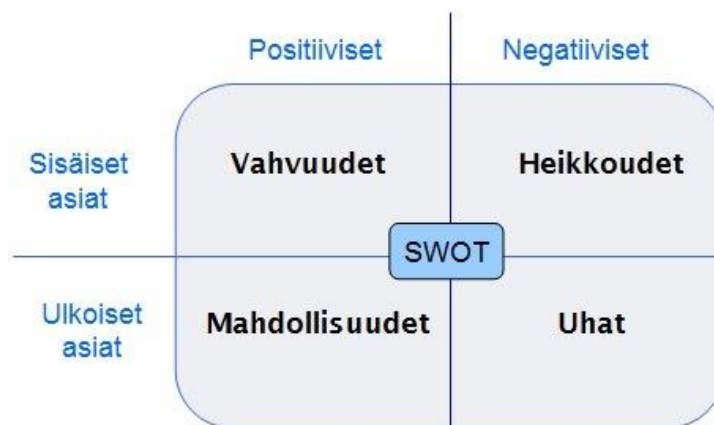 Positiiviset
Negatiiviset
Sisäiset
asiat
Vahvuudet
Heikkoudet
SWOT
Ulkoiset
asiat
Mahdollisuudet
Uhat